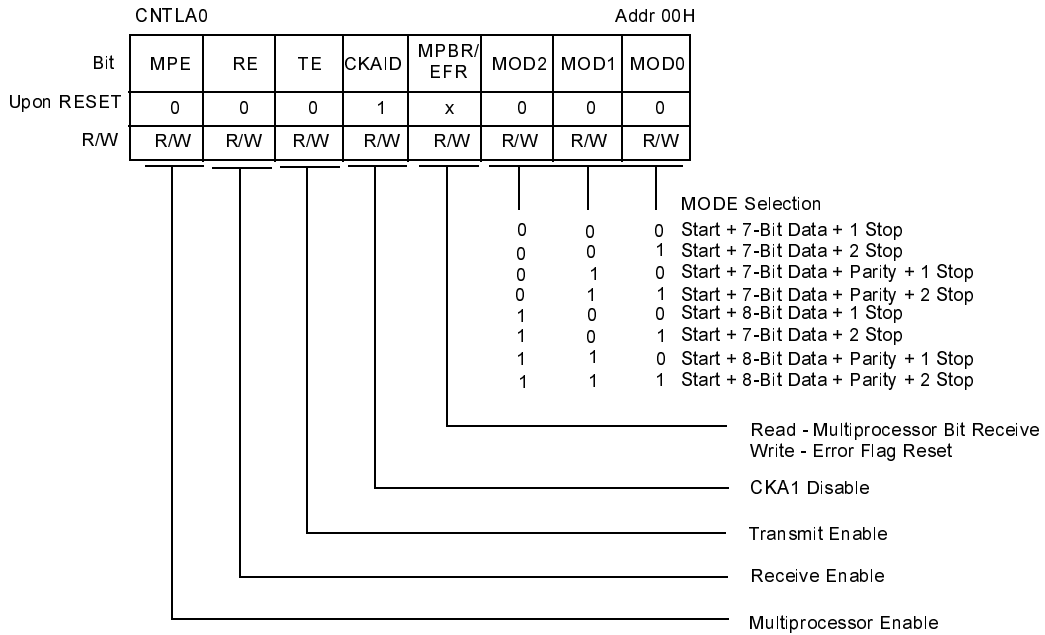 CNTLA0 Addr 00H
Bit MPE RE TE CKAID MPBR/ EFR MOD2 MOD1 MOD0
Upon RESET 0 0 0 1 x 0 0 0
R/W R/W R/W R/W R/W R/W R/W R/W R/W
MODE Selection
0 0 0 Start + 7-Bit Data + 1 Stop
0 0 1 Start + 7-Bit Data + 2 Stop
0 1 0 Start + 7-Bit Data + Parity + 1 Stop
0 1 1 Start + 7-Bit Data + Parity + 2 Stop
1 0 0 Start + 8-Bit Data + 1 Stop
1 0 1 Start + 7-Bit Data + 2 Stop
1 1 0 Start + 8-Bit Data + Parity + 1 Stop
1 1 1 Start + 8-Bit Data + Parity + 2 Stop
Read - Multiprocessor Bit Receive
Write - Error Flag Reset
CKA1 Disable
Transmit Enable
Receive Enable
Multiprocessor Enable